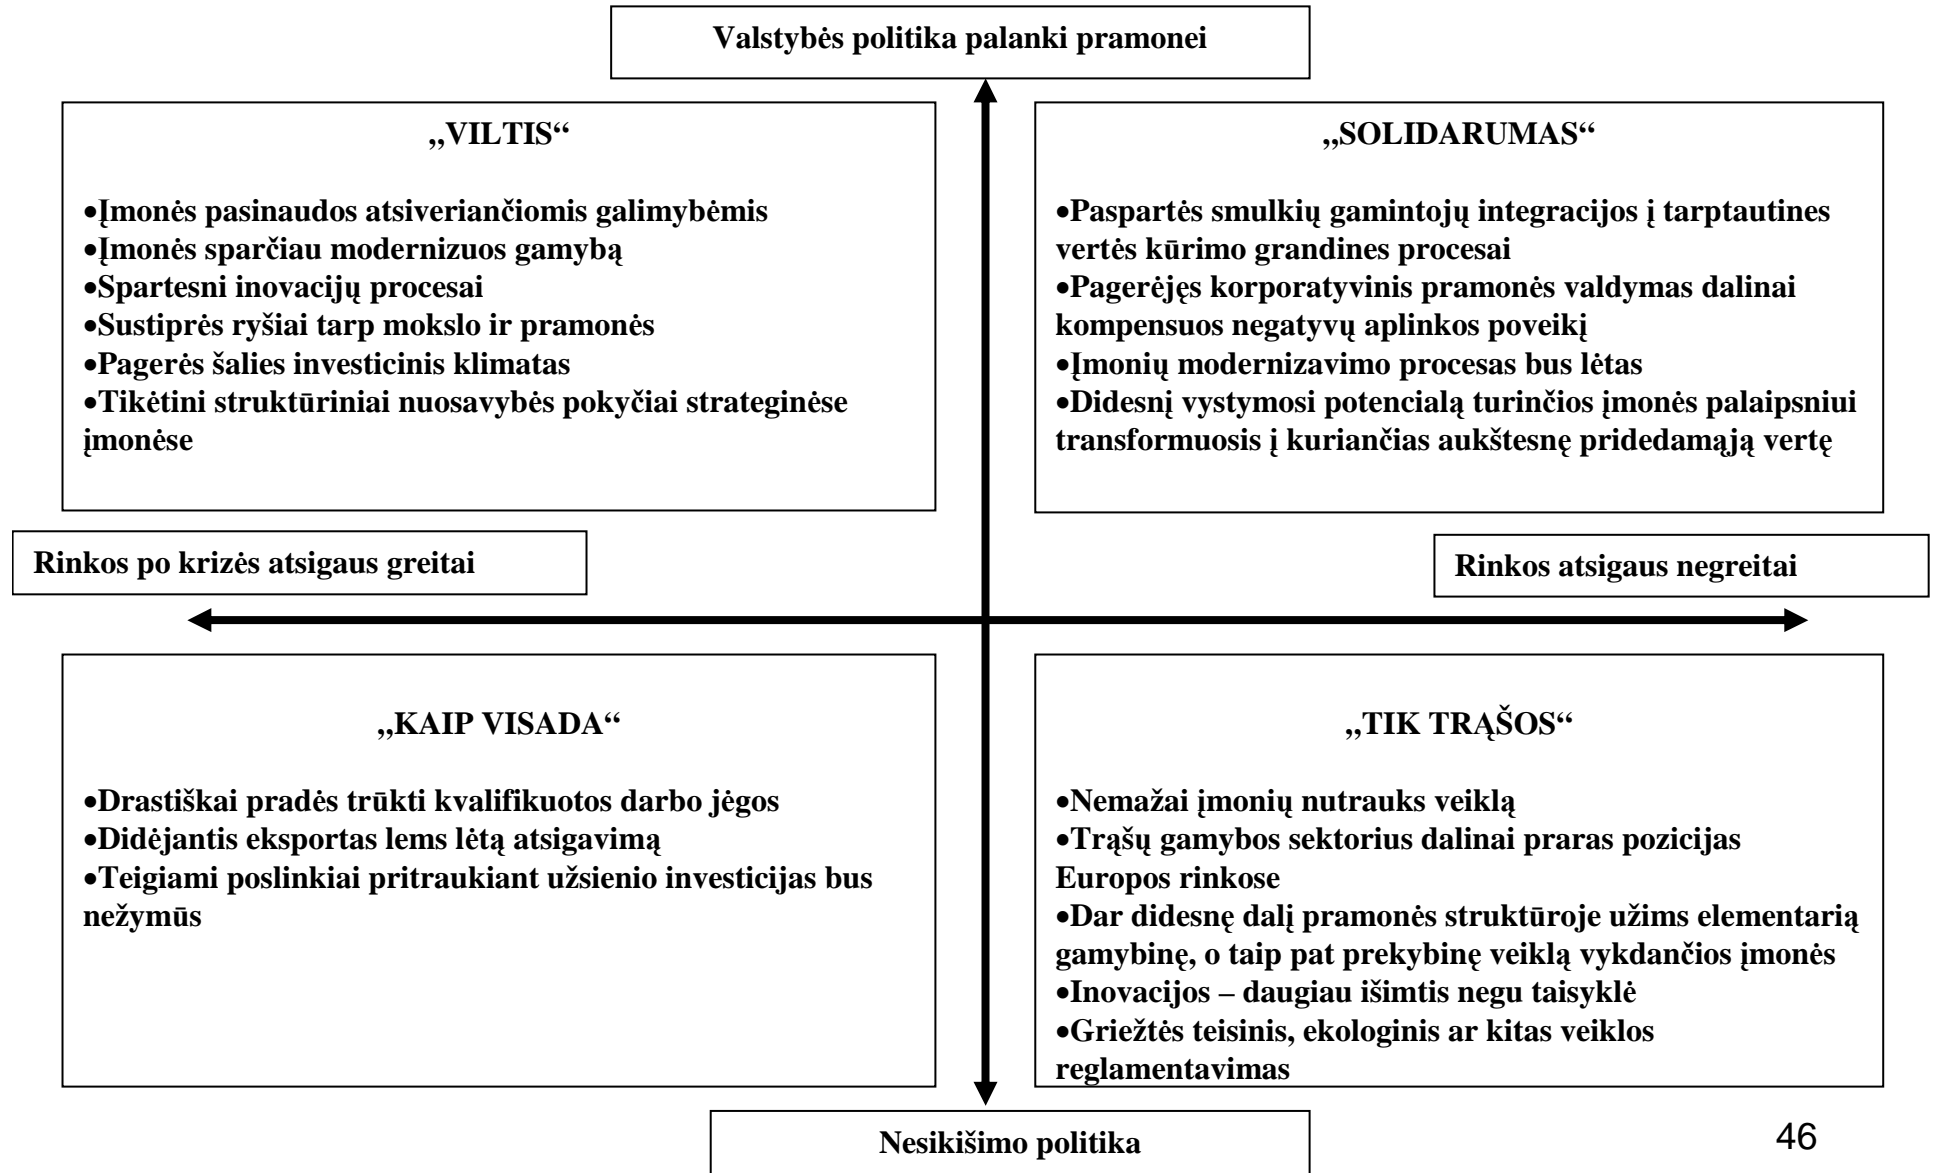 Valstybės politika palanki pramonei
„VILTIS“
•Įmonės pasinaudos atsiveriančiomis galimybėmis
•Įmonės sparčiau modernizuos gamybą
•Spartesni inovacijų procesai
•Sustiprės ryšiai tarp mokslo ir pramonės
•Pagerės šalies investicinis klimatas
•Tikėtini struktūriniai nuosavybės pokyčiai strateginėse
įmonėse
„SOLIDARUMAS“
•Paspartės smulkių gamintojų integracijos į tarptautines
vertės kūrimo grandines procesai
•Pagerėjęs korporatyvinis pramonės valdymas dalinai
kompensuos negatyvų aplinkos poveikį
•Įmonių modernizavimo procesas bus lėtas
•Didesnį vystymosi potencialą turinčios įmonės palaipsniui
transformuosis į kuriančias aukštesnę pridedamąją vertę
Rinkos po krizės atsigaus greitai
Rinkos atsigaus negreitai
„KAIP VISADA“
•Drastiškai pradės trūkti kvalifikuotos darbo jėgos
•Didėjantis eksportas lems lėtą atsigavimą
•Teigiami poslinkiai pritraukiant užsienio investicijas bus
nežymūs
„TIK TRĄŠOS“
•Nemažai įmonių nutrauks veiklą
•Trąšų gamybos sektorius dalinai praras pozicijas
Europos rinkose
•Dar didesnę dalį pramonės struktūroje užims elementarią
gamybinę, o taip pat prekybinę veiklą vykdančios įmonės
•Inovacijos – daugiau išimtis negu taisyklė
•Griežtės teisinis, ekologinis ar kitas veiklos
reglamentavimas
Nesikišimo politika
46